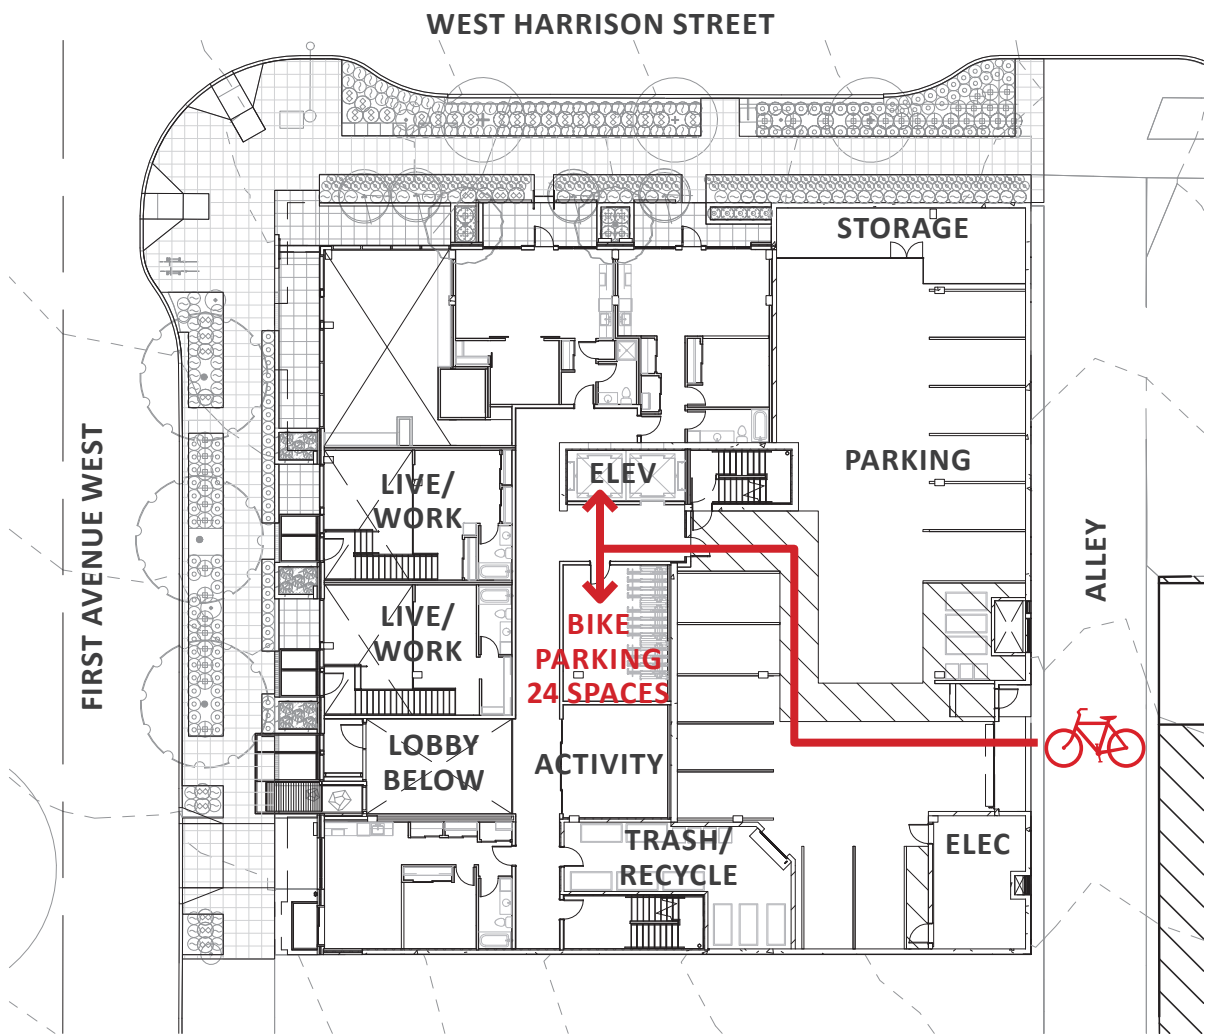 WEST HARRISON STREET
STORAGE
PARKING
ELEV
LIVE/
WORK
FIRST AVENUE WEST
ALLEY
LIVE/
WORK
BIKE
PARKING
24 SPACES
LOBBY
BELOW
ACTIVITY
TRASH/
RECYCLE
ELEC